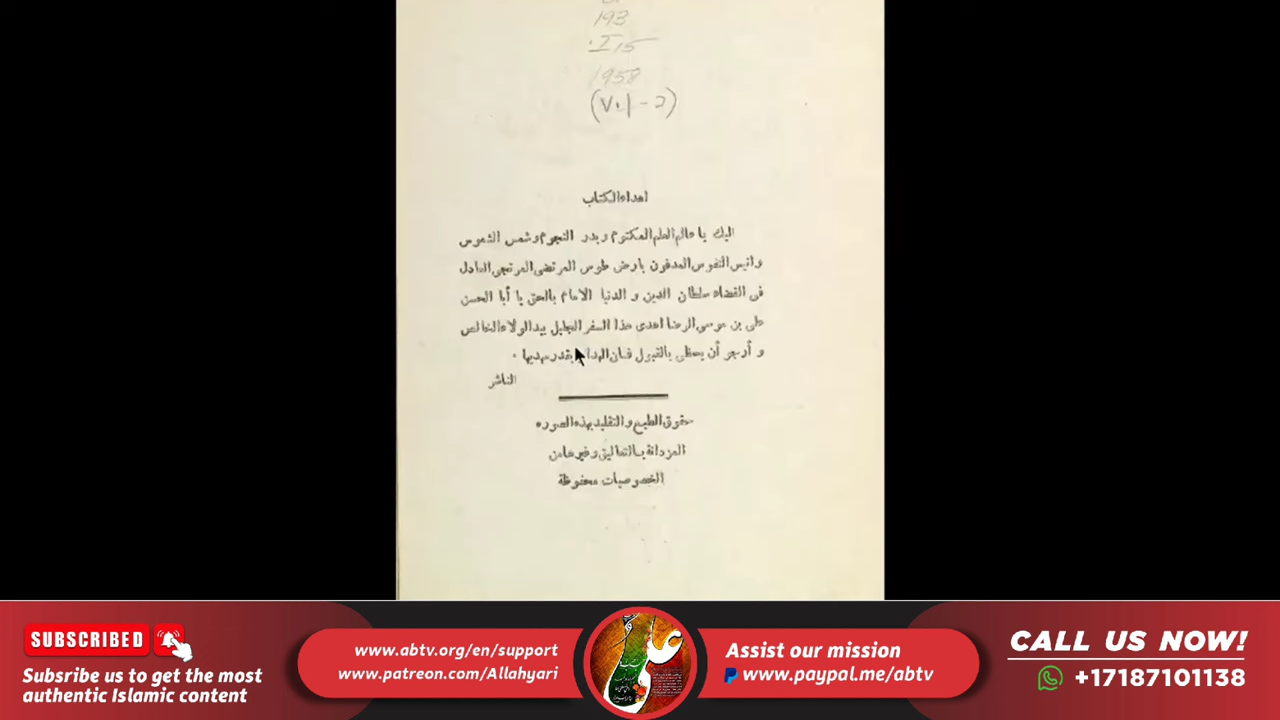 193
.I15
1958
(V.1-2)
اهداء الكتاب
اليك يا عالم العلم المكتوم و بدر النجوم و شمس الشموس
و انيس النفوس المدفون بارض طوس المرتضى المرتجى العادل
فى القضاء سلطان الدين و الدنيا الامام بالحق يا أبا الحسن
على بن موسى الرضا اهدى هذا السفر الجليل بيد الولاء الخالص
و أرجو أن يحظى بالقبول فان الهدايا بقدر مهديها .
الناشر
حقوق الطبع و التقليد بهذه الصوره
المزدانة بالتعاليق و غيرها من
الخصوصيات محفوظة
SUBSCRIBED
Subsribe us to get the most
authentic Islamic content
www.abtv.org/en/support
www.patreon.com/Allahyari
Assist our mission
www.paypal.me/abtv
CALL US NOW!
+17187101138